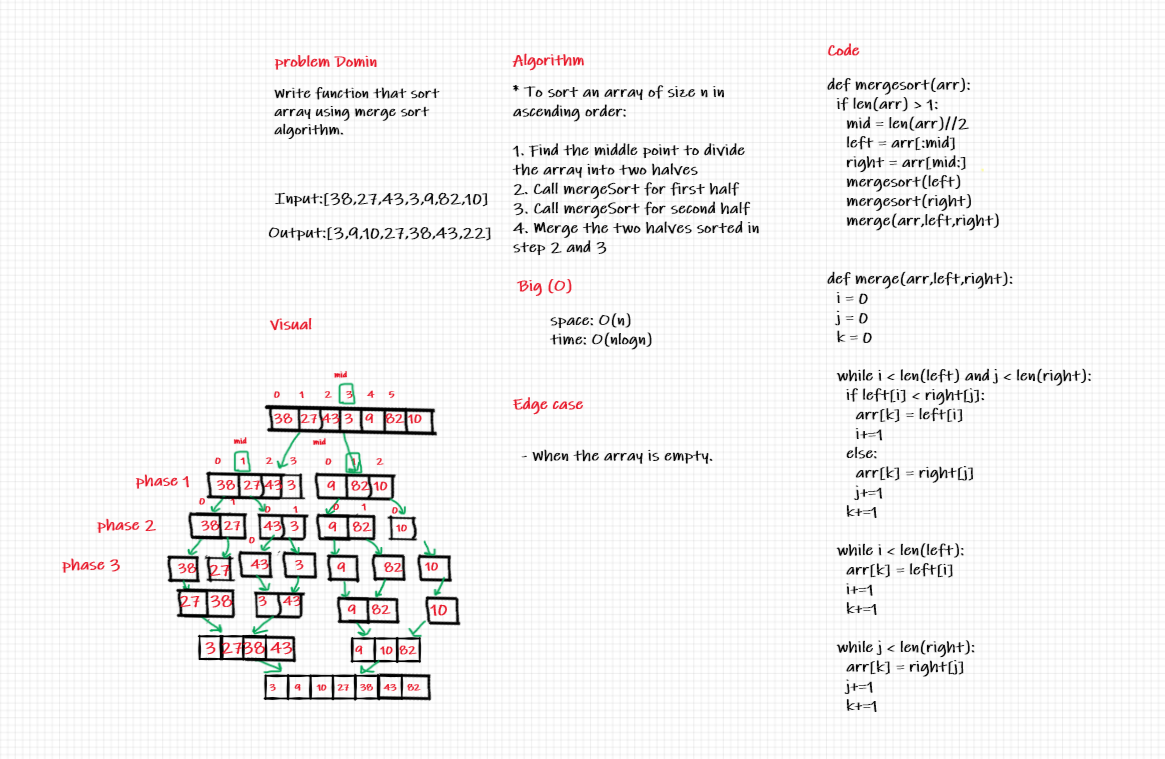 problem Domin
Write function that sort
array using merge sort
algorithm.
Input:[38,27,43,3,9,82,10]
Output:[3,9,10,27,38,43,22]
Algorithm
* To sort an array of size n in
ascending order:
1. Find the middle point to divide
the array into two halves
2. Call mergeSort for first half
3. Call mergeSort for second half
4. Merge the two halves sorted in
step 2 and 3
Big (O)
space: O(n)
time: O(nlogn)
Edge case
- When the array is empty.
Code
def mergesort(arr):
if len(arr) > 1:
mid = len(arr)//2
left = arr[:mid]
right = arr[mid:]
mergesort(left)
mergesort(right)
merge(arr,left,right)
def merge(arr,left,right):
i = 0
j = 0
k = 0
while i < len(left) and j < len(right):
if left[i] < right[j]:
arr[k] = left[i]
i+=1
else:
arr[k] = right[j]
j+=1
k+=1
while i < len(left):
arr[k] = left[i]
i+=1
k+=1
while j < len(right):
arr[k] = right[j]
j+=1
k+=1
Visual
mid
0 1 2 3 4 5
38 27 43 3 9 82 10
mid mid
0 1 2 3 0 1 2
phase 1 38 27 43 3 9 82 10
0 1 0 1 0 1 0
phase 2 38 27 43 3 9 82 10
0
phase 3 38 27 43 3 9 82 10
27 38 3 43 9 82 10
3 27 38 43 9 10 82
3 9 10 27 38 43 82